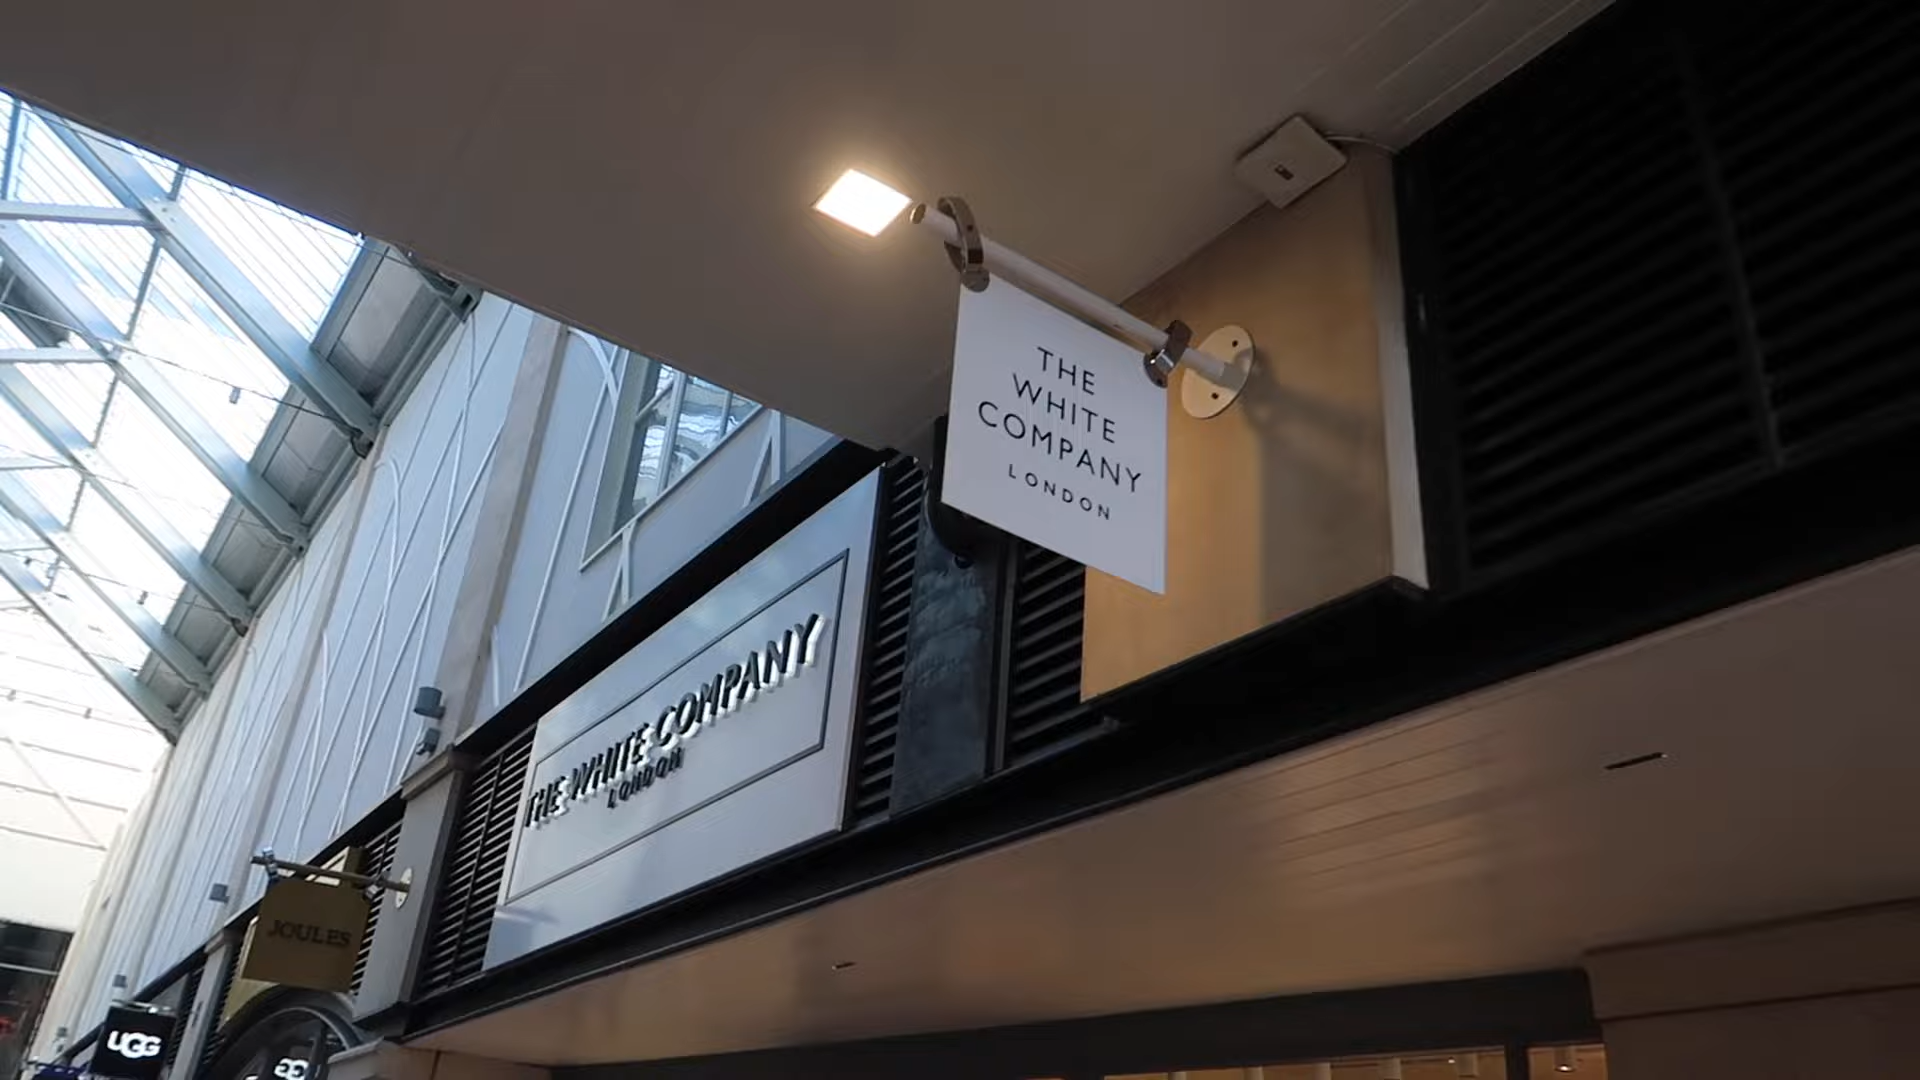 THE
WHITE
COMPANY
LONDON
THE WHITE COMPANY
LONDON
JOULES
UGG